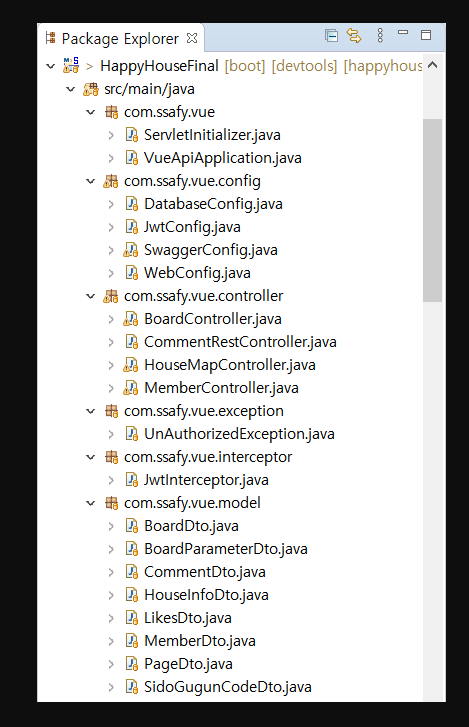 Package Explorer
> HappyHouseFinal [boot] [devtools] [happyhous
src/main/java
com.ssafy.vue
ServletInitializer.java
VueApiApplication.java
com.ssafy.vue.config
DatabaseConfig.java
JwtConfig.java
SwaggerConfig.java
WebConfig.java
com.ssafy.vue.controller
BoardController.java
CommentRestController.java
HouseMapController.java
MemberController.java
com.ssafy.vue.exception
UnAuthorizedException.java
com.ssafy.vue.interceptor
JwtInterceptor.java
com.ssafy.vue.model
BoardDto.java
BoardParameterDto.java
CommentDto.java
HouseInfoDto.java
LikesDto.java
MemberDto.java
PageDto.java
SidoGugunCodeDto.java